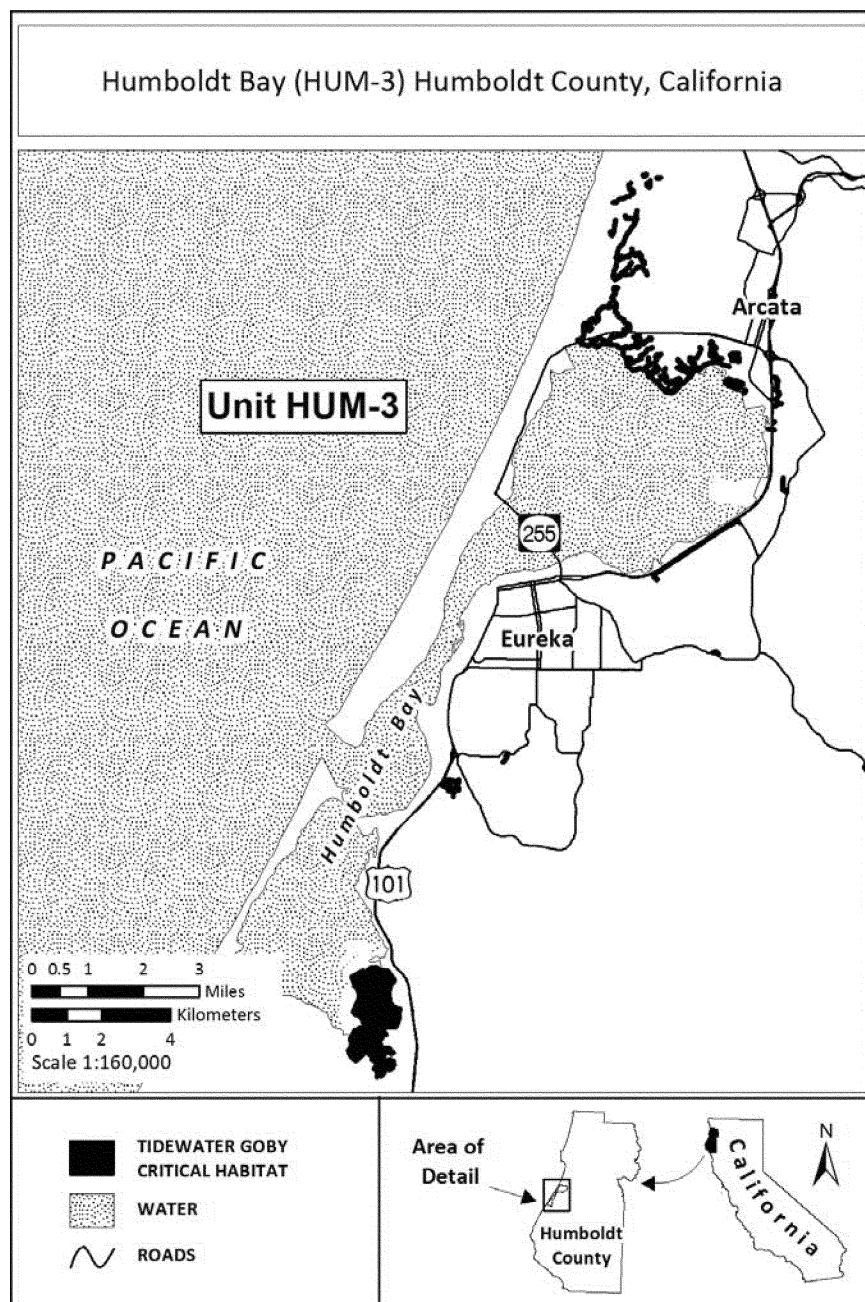 Humboldt Bay (HUM-3) Humboldt County, California
Arcata
Unit HUM-3
255
PACIFIC
OCEAN
Eureka
Humboldt Bay
101
0 0.5 1 2 3
Miles
Kilometers
0 1 2 4
Scale 1:160,000
TIDEWATER GOBY
CRITICAL HABITAT
WATER
ROADS
Area of
Detail
Humboldt
County
California
N